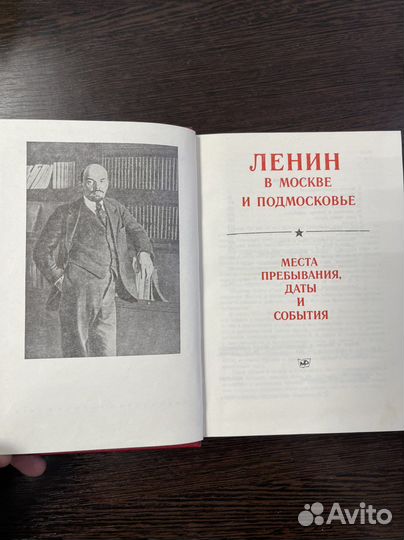 ЛЕНИН
В МОСКВЕ
И ПОДМОСКОВЬЕ
МЕСТА
ПРЕБЫВАНИЯ,
ДАТЫ
И
СОБЫТИЯ
Avito